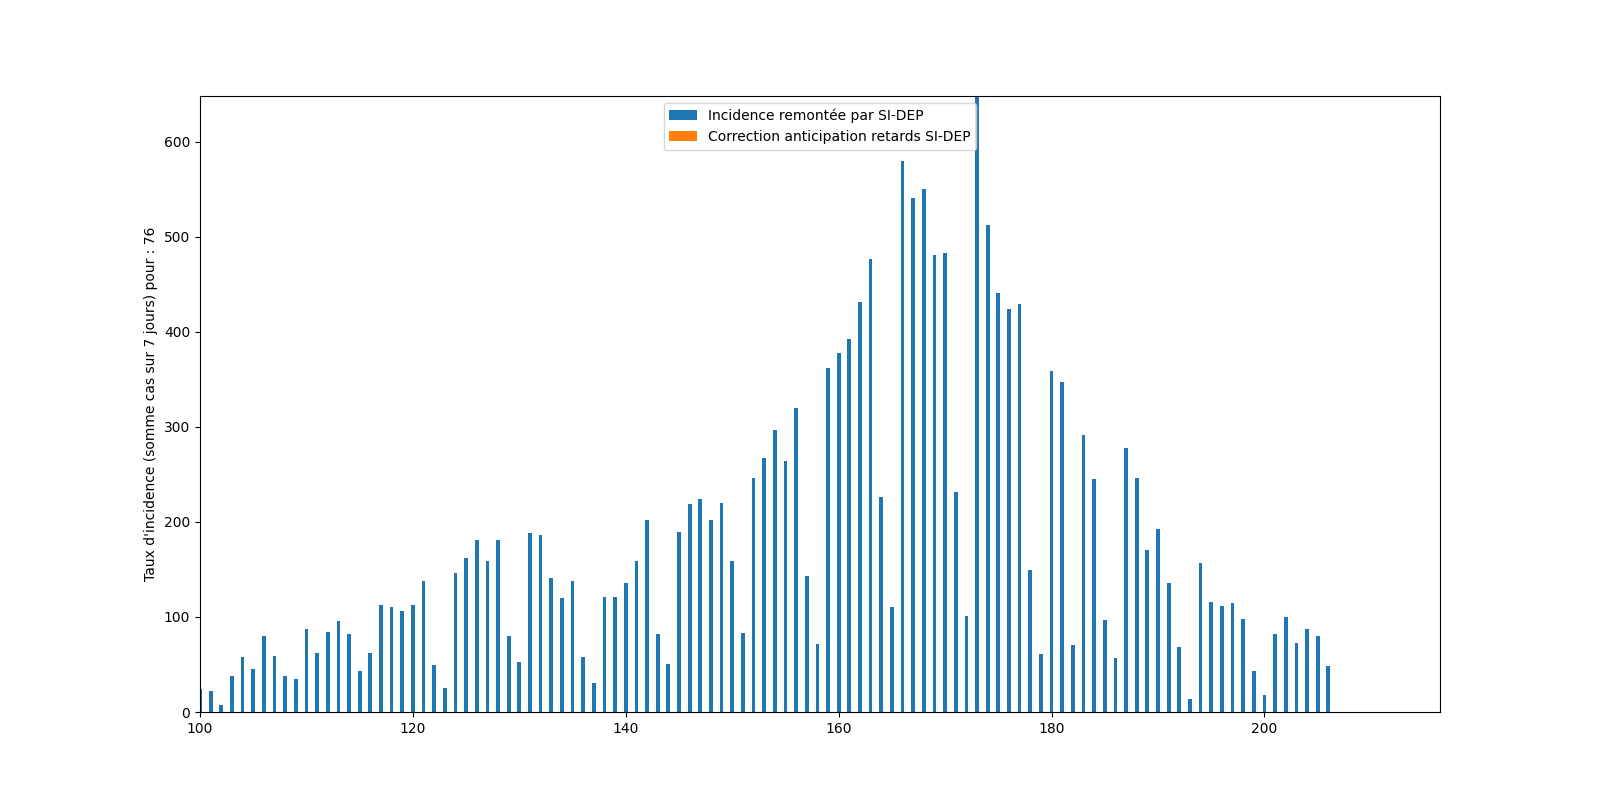 Incidence remontée par SI-DEP
Correction anticipation retards SI-DEP
Taux d'incidence (somme cas sur 7 jours) pour : 76
600
500
400
300
200
100
0
100 120 140 160 180 200